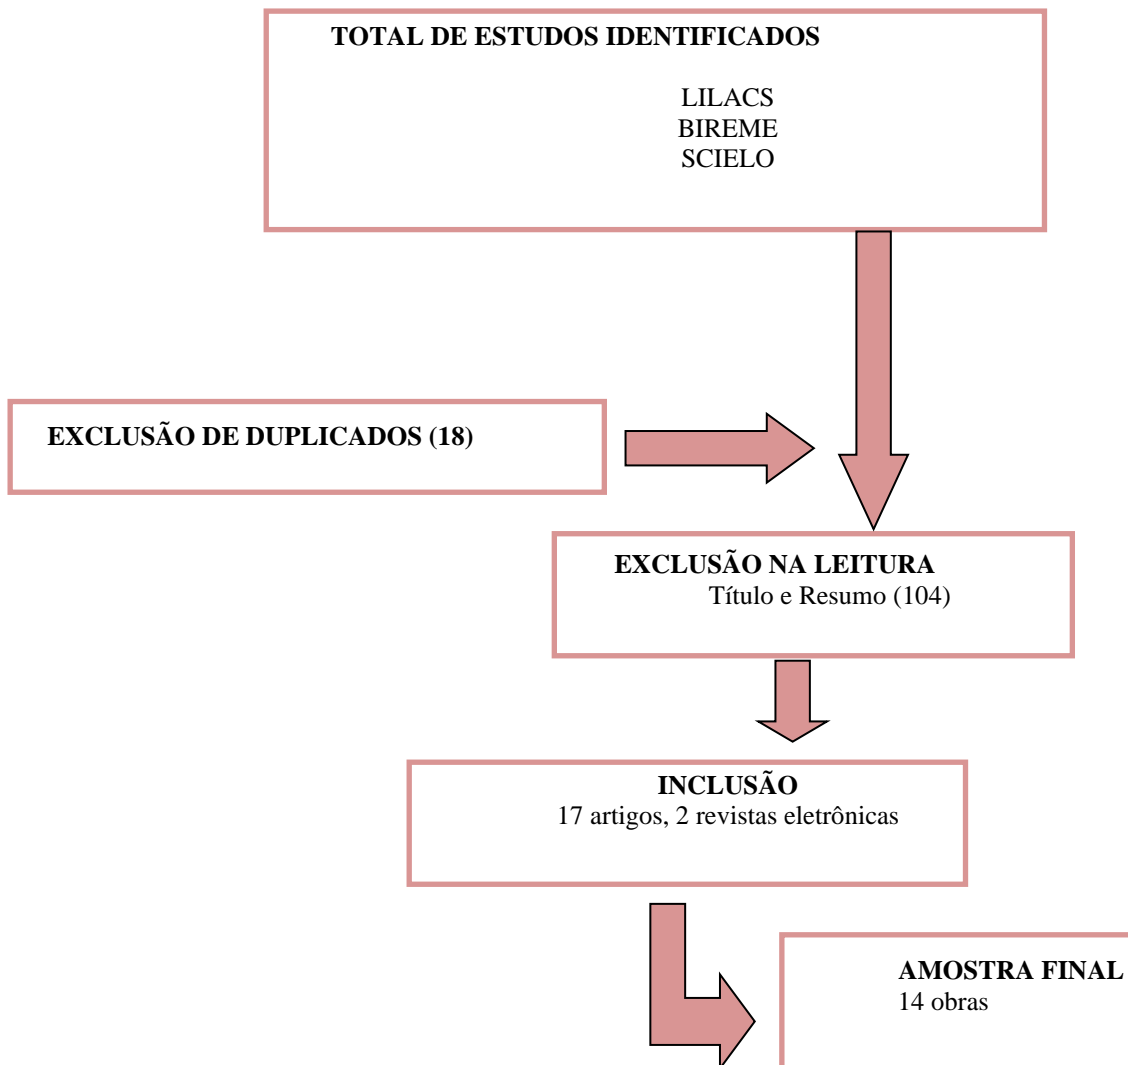 TOTAL DE ESTUDOS IDENTIFICADOS
LILACS
BIREME
SCIELO
EXCLUSÃO DE DUPLICADOS (18)
EXCLUSÃO NA LEITURA
Título e Resumo (104)
INCLUSÃO
17 artigos, 2 revistas eletrônicas
AMOSTRA FINAL
14 obras